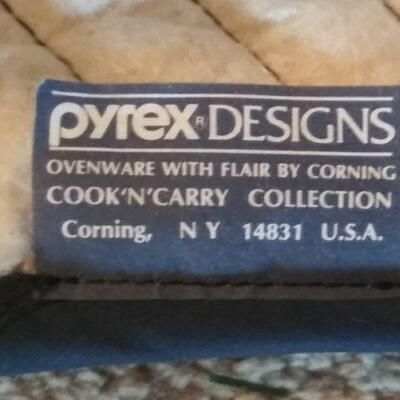 pyrex® DESIGNS
OVENWARE WITH FLAIR BY CORNING
COOK'N'CARRY COLLECTION
Corning, N Y 14831 U.S.A.